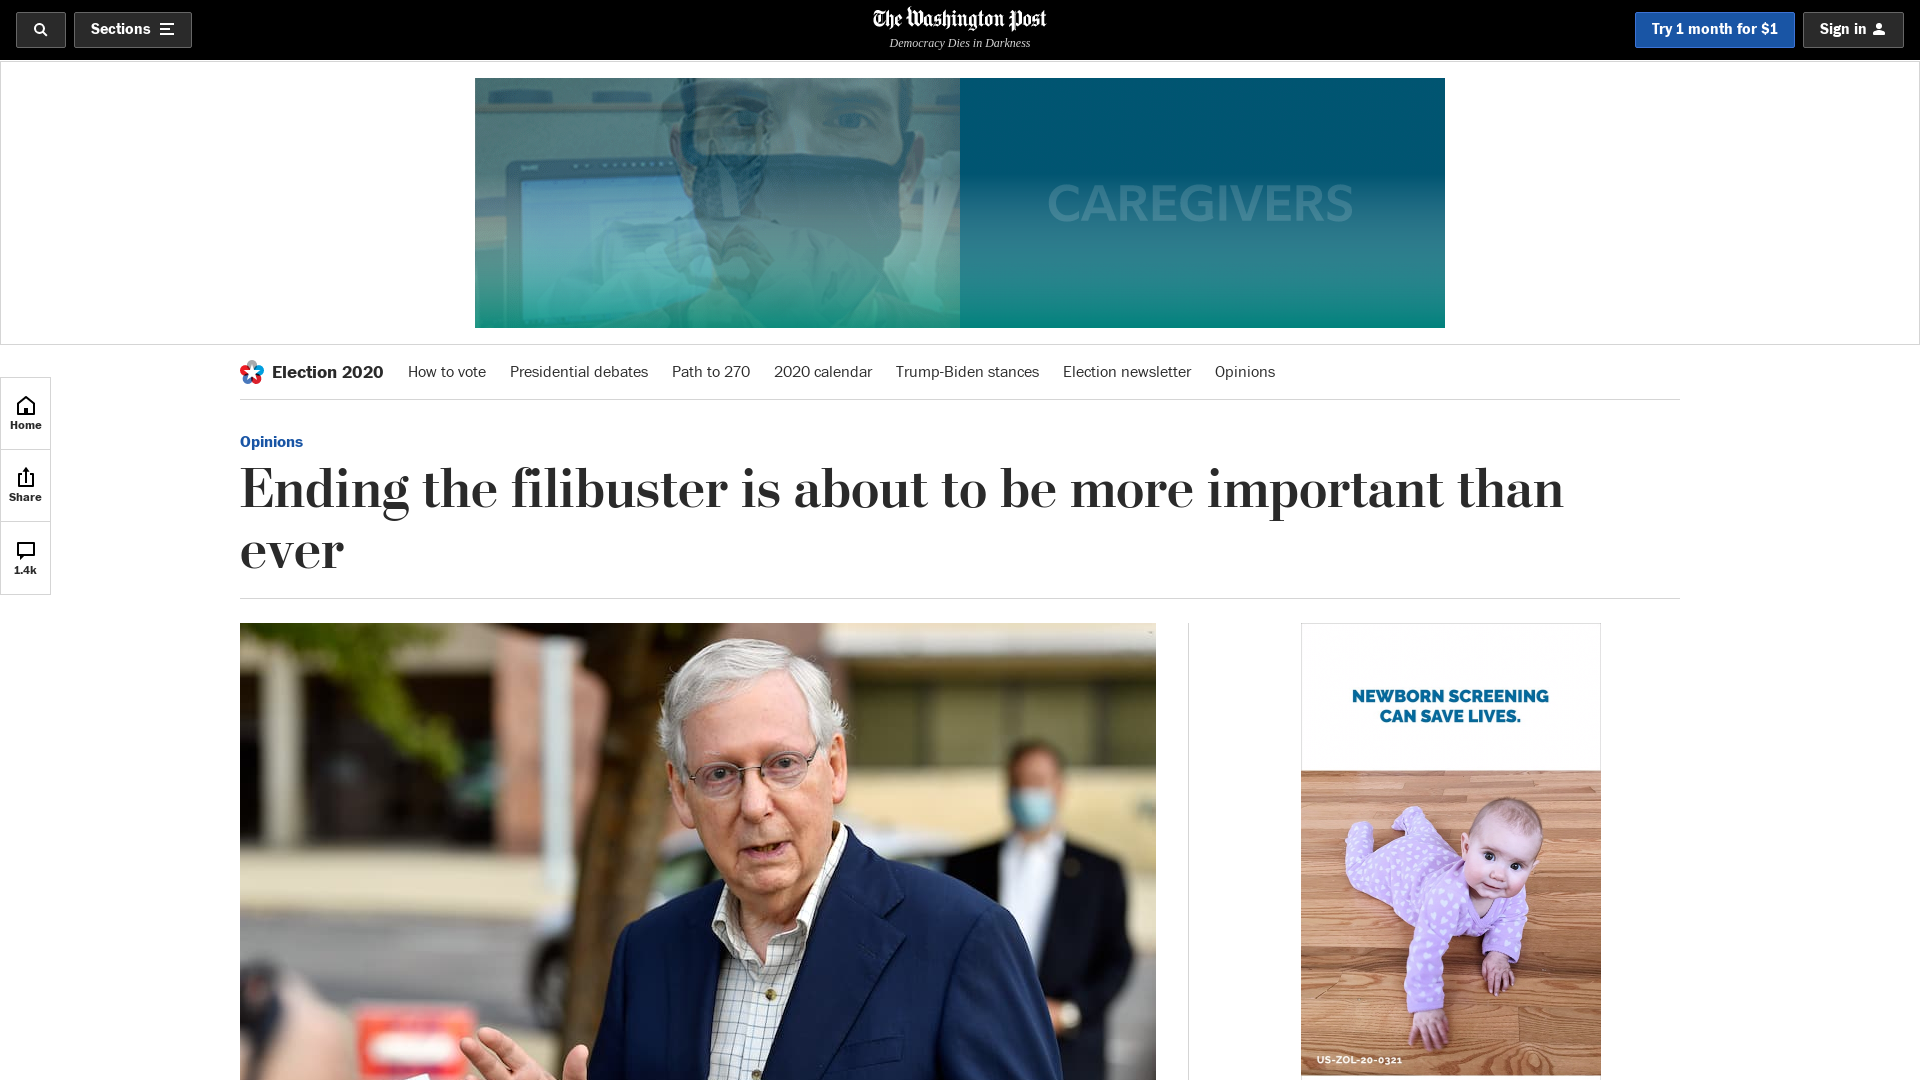 Sections
The Washington Post
Democracy Dies in Darkness
Try 1 month for $1
Sign in
CAREGIVERS
Election 2020
How to vote
Presidential debates
Path to 270
2020 calendar
Trump-Biden stances
Election newsletter
Opinions
Home
Share
1.4k
Opinions
Ending the filibuster is about to be more important than
ever
NEWBORN SCREENING
CAN SAVE LIVES.
US-ZOL-20-0321